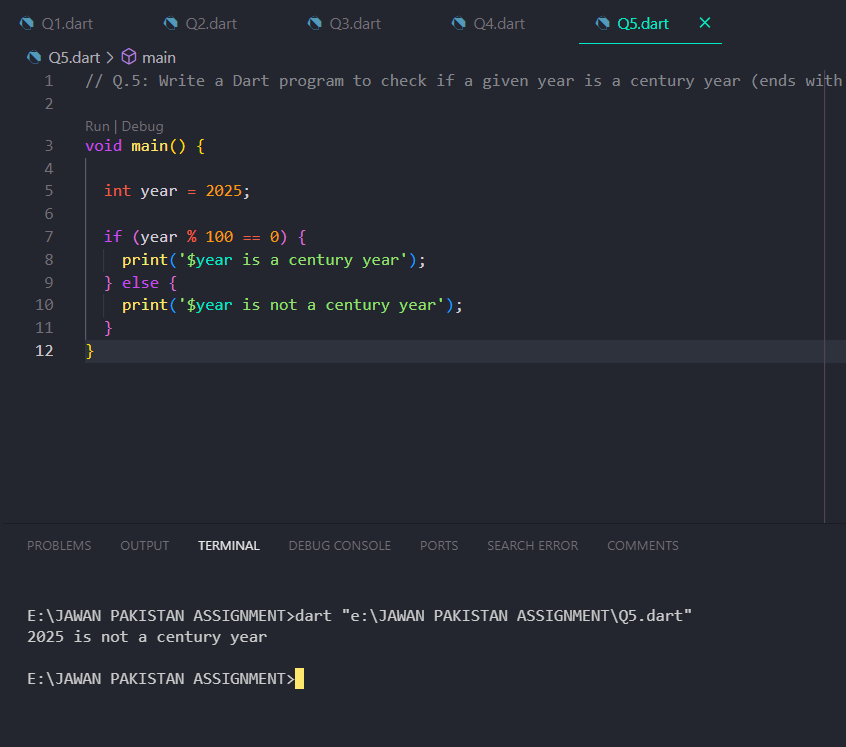 Q1.dart Q2.dart Q3.dart Q4.dart Q5.dart
Q5.dart > main
1 // Q.5: Write a Dart program to check if a given year is a century year (ends with
2
Run | Debug
3 void main() {
4
5 int year = 2025;
6
7 if (year % 100 == 0) {
8 print('$year is a century year');
9 } else {
10 print('$year is not a century year');
11 }
12 }
PROBLEMS OUTPUT TERMINAL DEBUG CONSOLE PORTS SEARCH ERROR COMMENTS
E:\JAWAN PAKISTAN ASSIGNMENT>dart "e:\JAWAN PAKISTAN ASSIGNMENT\Q5.dart"
2025 is not a century year
E:\JAWAN PAKISTAN ASSIGNMENT>